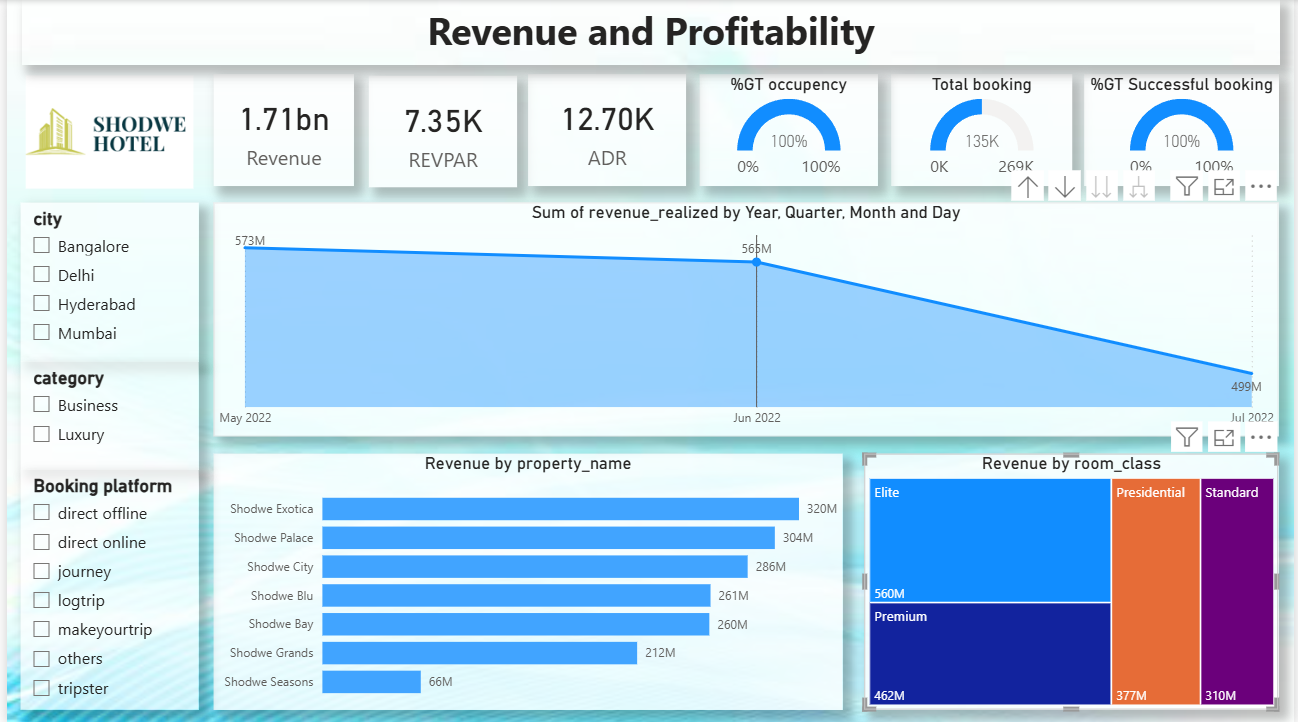 Revenue and Profitability
SHODWE
HOTEL
1.71bn
Revenue
7.35K
REVPAR
12.70K
ADR
%GT occupency
100%
0%
100%
Total booking
135K
0K
269K
%GT Successful booking
100%
0%
100%
city
Bangalore
Delhi
Hyderabad
Mumbai
category
Business
Luxury
Booking platform
direct offline
direct online
journey
logtrip
makeyourtrip
others
tripster
Sum of revenue_realized by Year, Quarter, Month and Day
573M
565M
499M
May 2022
Jun 2022
Jul 2022
Revenue by property_name
Shodwe Exotica
320M
Shodwe Palace
304M
Shodwe City
286M
Shodwe Blu
261M
Shodwe Bay
260M
Shodwe Grands
212M
Shodwe Seasons
66M
Revenue by room_class
Elite
560M
Premium
462M
Presidential
377M
Standard
310M